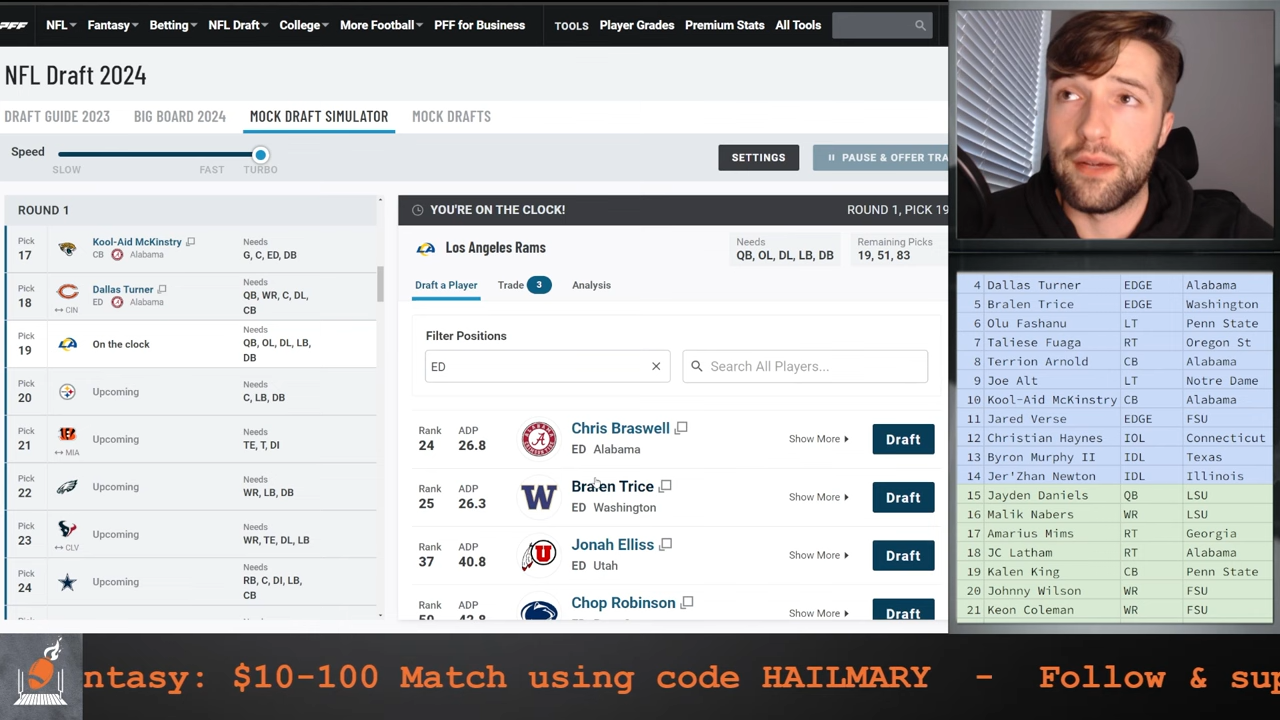 PFF NFL Fantasy Betting NFL Draft College More Football PFF for Business TOOLS Player Grades Premium Stats All Tools
NFL Draft 2024
DRAFT GUIDE 2023 BIG BOARD 2024 MOCK DRAFT SIMULATOR MOCK DRAFTS
Speed
SLOW FAST TURBO
SETTINGS
PAUSE & OFFER TRA
ROUND 1
Pick 17 Kool-Aid McKinstry Needs
CB Alabama G, C, ED, DB
Pick 18 Dallas Turner Needs
ED Alabama QB, WR, C, DL,
CIN CB
Pick 19 On the clock Needs
QB, OL, DL, LB,
DB
Pick 20 Upcoming Needs
C, LB, DB
Pick 21 Upcoming Needs
MIA TE, T, DI
Pick 22 Upcoming Needs
WR, LB, DB
Pick 23 Upcoming Needs
CLV WR, TE, DL, LB
Pick 24 Upcoming Needs
RB, C, DI, LB,
CB
YOU'RE ON THE CLOCK! ROUND 1, PICK 19
Los Angeles Rams
Needs
QB, OL, DL, LB, DB
Remaining Picks
19, 51, 83
Draft a Player Trade 3 Analysis
Filter Positions
ED
Search All Players...
Rank 24 ADP 26.8 Chris Braswell Show More Draft
ED Alabama
Rank 25 ADP 26.3 Bralen Trice Show More Draft
W
ED Washington
Rank 37 ADP 40.8 Jonah Elliss Show More Draft
U
ED Utah
Rank ADP Chop Robinson Show More Draft
4 Dallas Turner EDGE Alabama
5 Bralen Trice EDGE Washington
6 Olu Fashanu LT Penn State
7 Taliese Fuaga RT Oregon St
8 Terrion Arnold CB Alabama
9 Joe Alt LT Notre Dame
10 Kool-Aid McKinstry CB Alabama
11 Jared Verse EDGE FSU
12 Christian Haynes IOL Connecticut
13 Byron Murphy II IDL Texas
14 Jer'Zhan Newton IDL Illinois
15 Jayden Daniels QB LSU
16 Malik Nabers WR LSU
17 Amarius Mims RT Georgia
18 JC Latham RT Alabama
19 Kalen King CB Penn State
20 Johnny Wilson WR FSU
21 Keon Coleman WR FSU
ntasy: $10-100 Match using code HAILMARY - Follow & sup